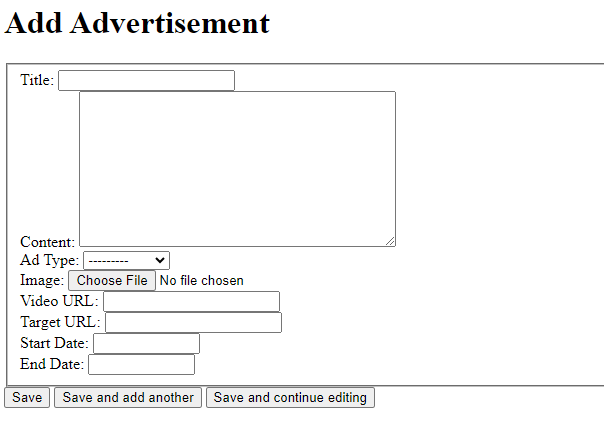 Add Advertisement
Title:
Content:
Ad Type: ---------
Image: Choose File No file chosen
Video URL:
Target URL:
Start Date:
End Date:
Save Save and add another Save and continue editing